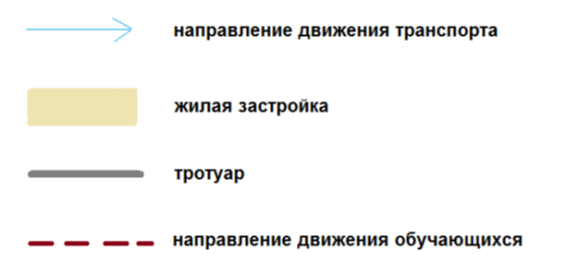 направление движения транспорта
жилая застройка
тротуар
направление движения обучающихся